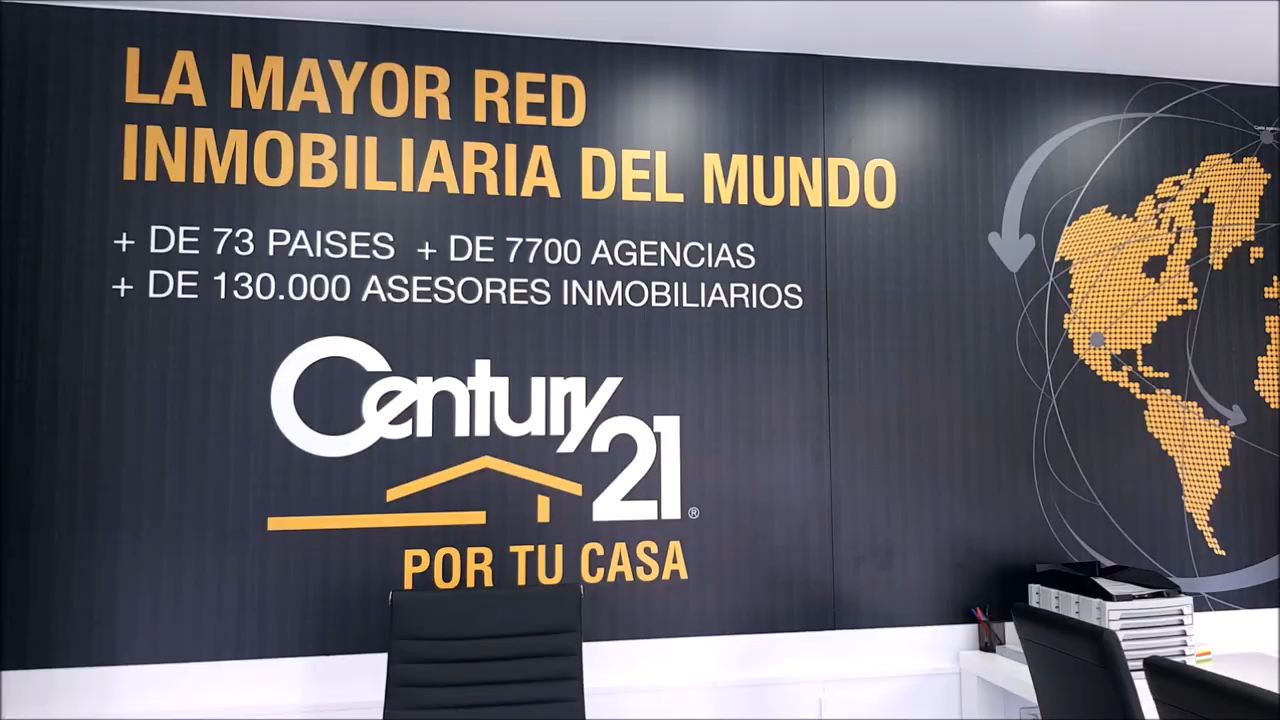 LA MAYOR RED
INMOBILIARIA DEL MUNDO
+ DE 73 PAISES + DE 7700 AGENCIAS
+ DE 130.000 ASESORES INMOBILIARIOS
Century
21®
POR TU CASA